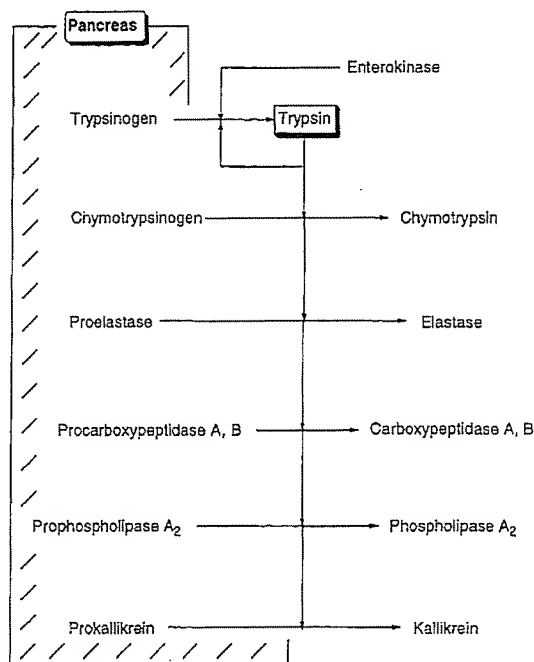 Pancreas
Enterokinase
Trypsinogen
Trypsin
Chymotrypsinogen
Chymotrypsin
Proelastase
Elastase
Procarboxypeptidase A, B
Carboxypeptidase A, B
Prophospholipase A₂
Phospholipase A₂
Prokallikrein
Kallikrein